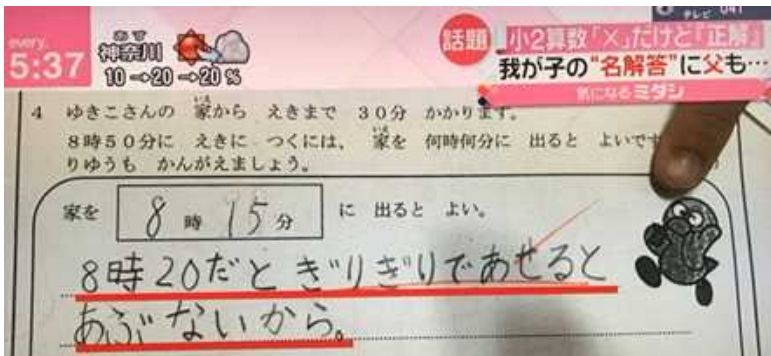 every.
5:37
あす
神奈川
10→20→20%
テレビ 041
話題
小2算数「×」だけど「正解」
我が子の"名解答"に父も…
気になるミダシ
4 ゆきこさんの 家から えきまで 30分 かかります。
8時50分に えきに つくには、 家を 何時何分に 出ると よいです
りゆうも かんがえましょう。
家を 8時15分 に 出ると よい。
8時20だとぎりぎりであせると
あぶないから。